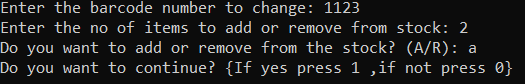 Enter the barcode number to change: 1123
Enter the no of items to add or remove from stock: 2
Do you want to add or remove from the stock? (A/R): a
Do you want to continue? {If yes press 1 ,if not press 0}